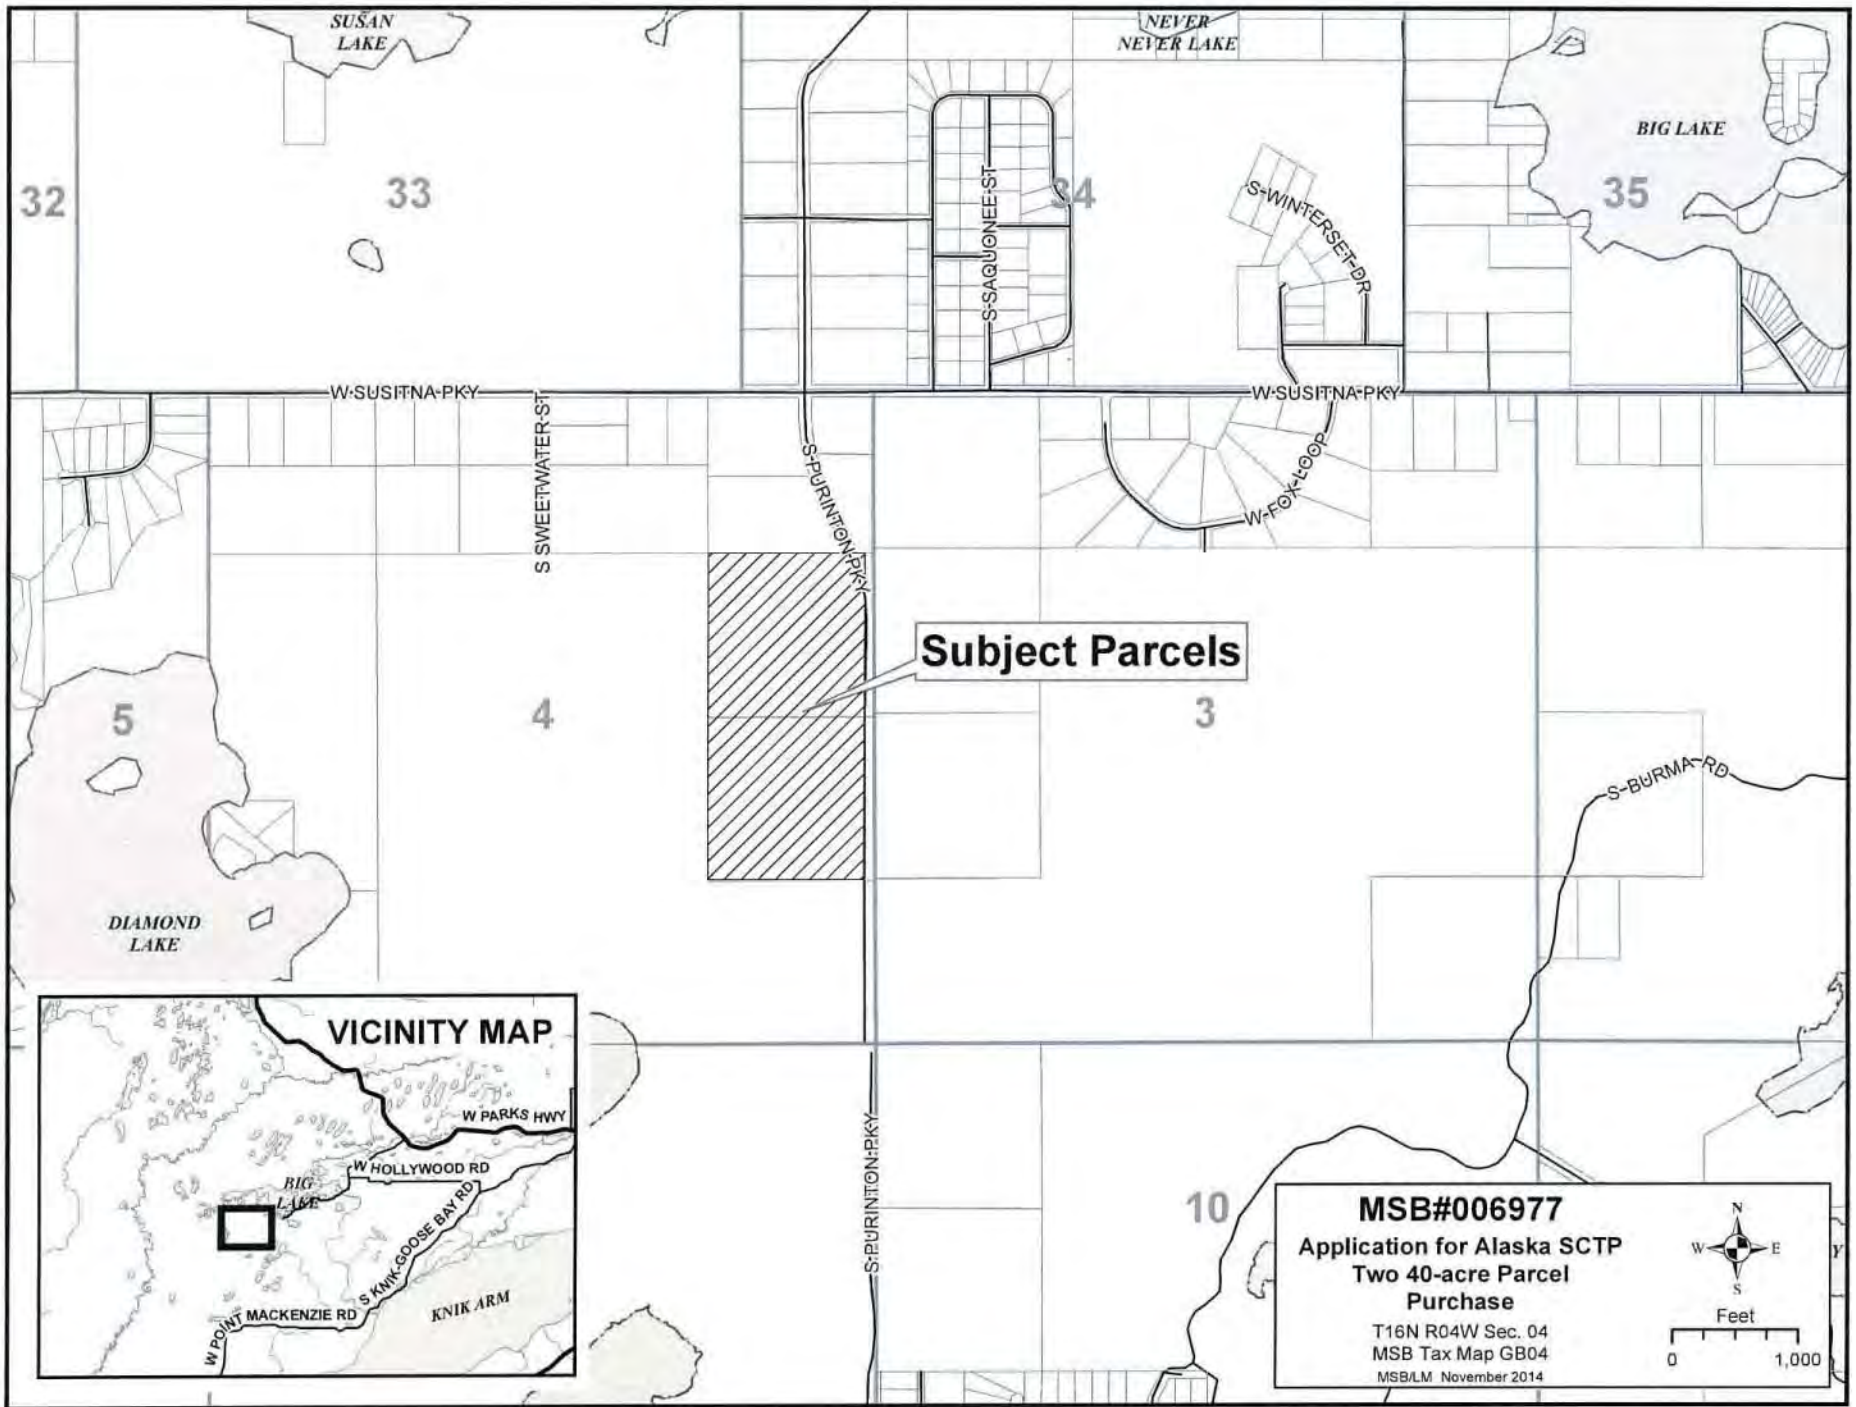 SUSAN
LAKE
NEVER
NEVER LAKE
BIG LAKE
32
33
34
35
S SAQUONEE ST
S WINTERSET DR
W SUSITNA PKY
W SUSITNA PKY
S SWEETWATER ST
S PURINTON PKY
W FOX LOOP
Subject Parcels
5
4
3
S BURMA RD
DIAMOND
LAKE
VICINITY MAP
W PARKS HWY
W HOLLYWOOD RD
BIG
LAKE
S KNIK-GOOSE BAY RD
W POINT MACKENZIE RD
KNIK ARM
S PURINTON PKY
10
MSB#006977
Application for Alaska SCTP
Two 40-acre Parcel
Purchase
T16N R04W Sec. 04
MSB Tax Map GB04
MSB/LM November 2014
N
W E
S
Feet
0 1,000
Y